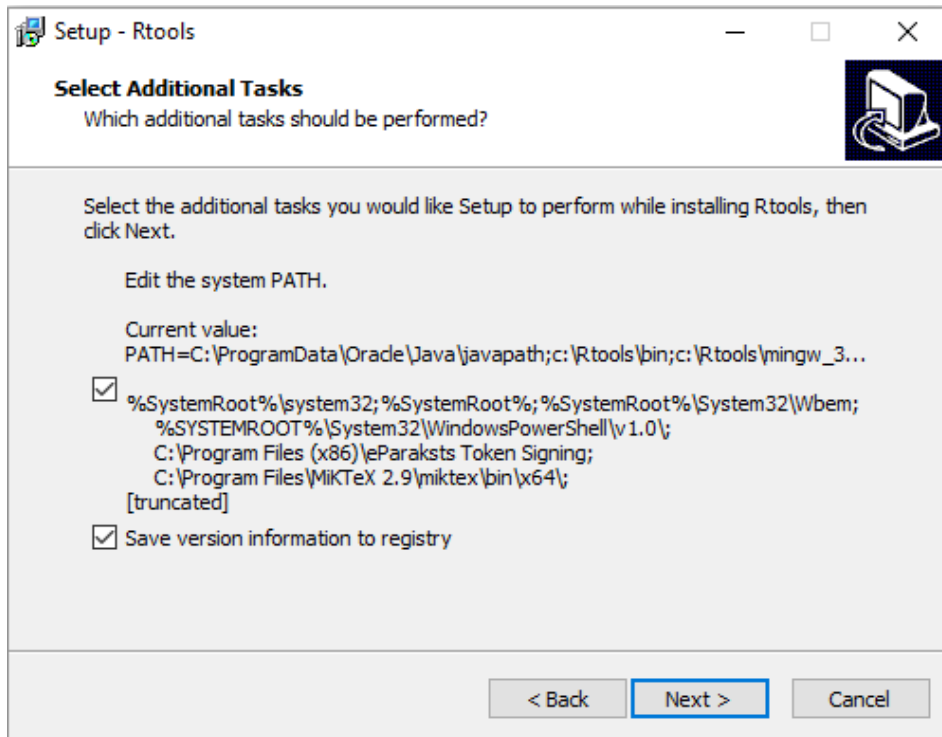 Setup - Rtools
Select Additional Tasks
Which additional tasks should be performed?
Select the additional tasks you would like Setup to perform while installing Rtools, then
click Next.
Edit the system PATH.
Current value:
PATH=C:\ProgramData\Oracle\Java\javapath;c:\Rtools\bin;c:\Rtools\mingw_3...
%SystemRoot%\system32;%SystemRoot%;%SystemRoot%\System32\Wbem;
%SYSTEMROOT%\System32\WindowsPowerShell\v1.0\;
C:\Program Files (x86)\eParaksts Token Signing;
C:\Program Files\MiKTeX 2.9\miktex\bin\x64\;
[truncated]
Save version information to registry
< Back Next > Cancel